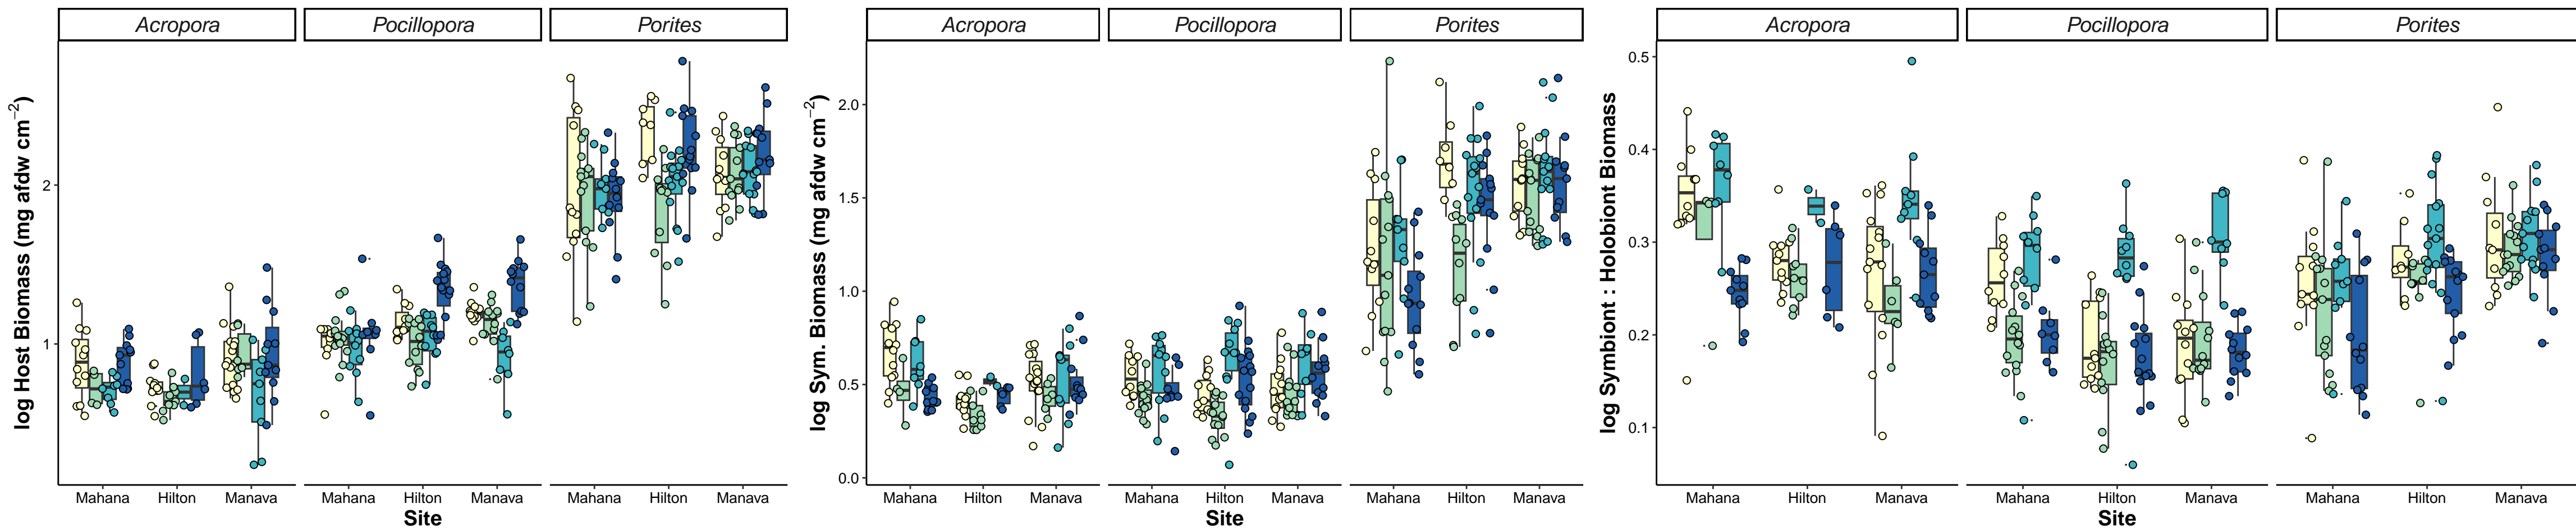 Acropora Pocillopora Porites
log Host Biomass (mg afdw cm⁻²)
2
1
Mahana Hilton Manava Mahana Hilton Manava Mahana Hilton Manava
Site
Acropora Pocillopora Porites
log Sym. Biomass (mg afdw cm⁻²)
2.0
1.5
1.0
0.5
0.0
Mahana Hilton Manava Mahana Hilton Manava Mahana Hilton Manava
Site
Acropora Pocillopora Porites
log Symbiont : Holobiont Biomass
0.5
0.4
0.3
0.2
0.1
Mahana Hilton Manava Mahana Hilton Manava Mahana Hilton Manava
Site